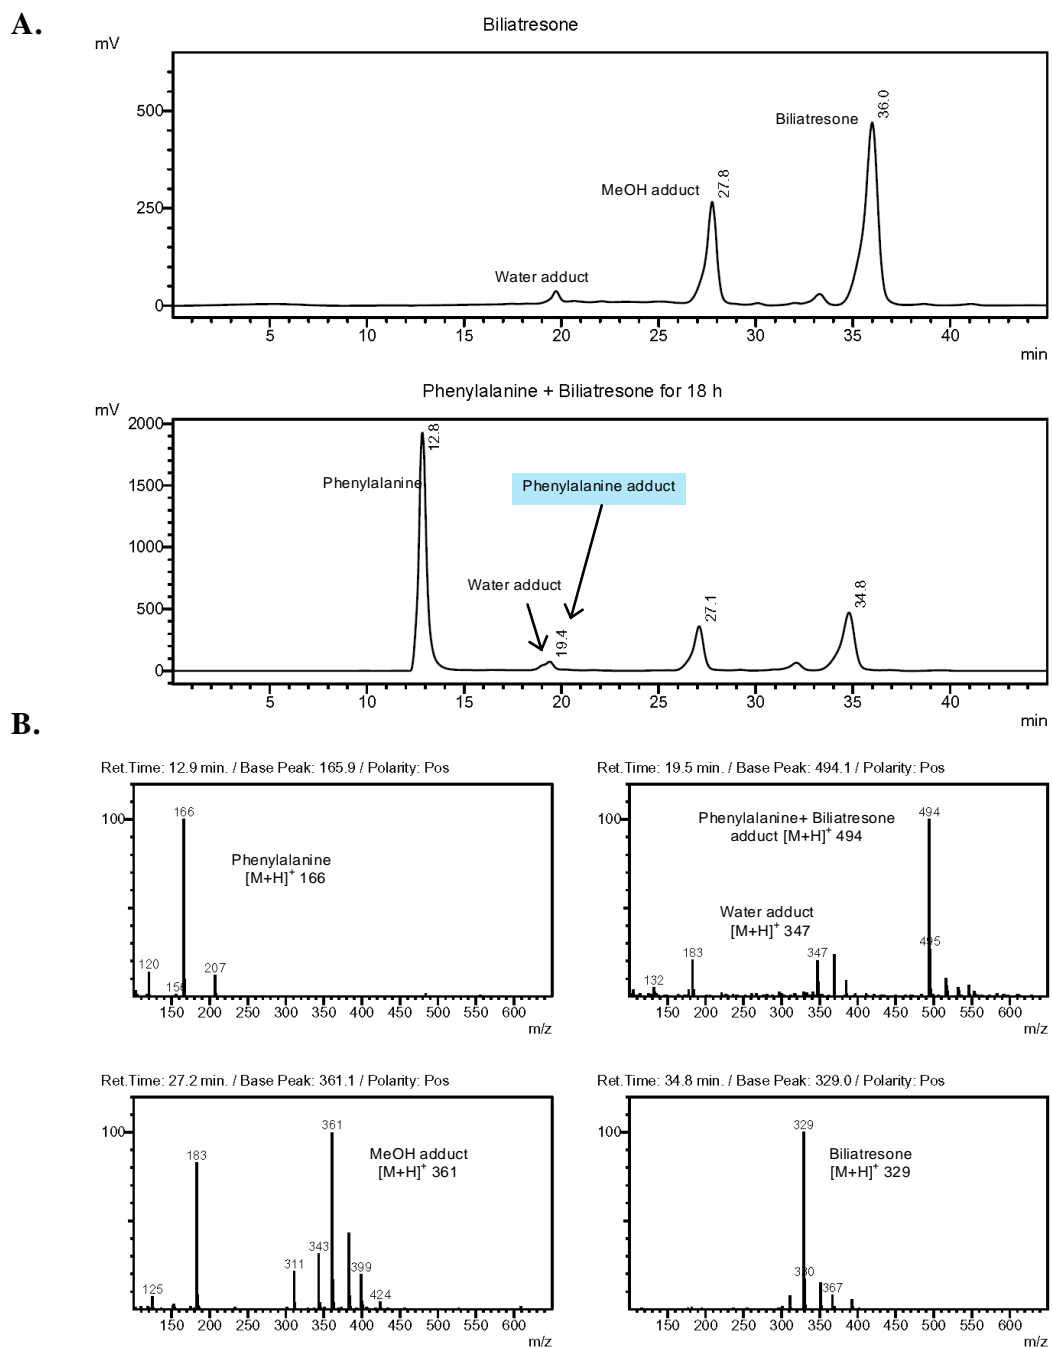 A.
Biliatresone
mV
500
250
0
Water adduct
MeOH adduct
27.8
Biliatresone
36.0
5 10 15 20 25 30 35 40
min
Phenylalanine + Biliatresone for 18 h
mV
2000
1500
1000
500
0
Phenylalanine
12.8
Phenylalanine adduct
Water adduct
19.4
27.1
34.8
5 10 15 20 25 30 35 40
min
B.
Ret.Time: 12.9 min. / Base Peak: 165.9 / Polarity: Pos
100
166
Phenylalanine
[M+H]+ 166
120
207
150 200 250 300 350 400 450 500 550 600
m/z
Ret.Time: 19.5 min. / Base Peak: 494.1 / Polarity: Pos
100
494
Phenylalanine+ Biliatresone
adduct [M+H]+ 494
Water adduct
[M+H]+ 347
495
183
347
132
150 200 250 300 350 400 450 500 550 600
m/z
Ret.Time: 27.2 min. / Base Peak: 361.1 / Polarity: Pos
100
361
183
MeOH adduct
[M+H]+ 361
343
311
399
125
424
150 200 250 300 350 400 450 500 550 600
m/z
Ret.Time: 34.8 min. / Base Peak: 329.0 / Polarity: Pos
100
329
Biliatresone
[M+H]+ 329
330
367
150 200 250 300 350 400 450 500 550 600
m/z